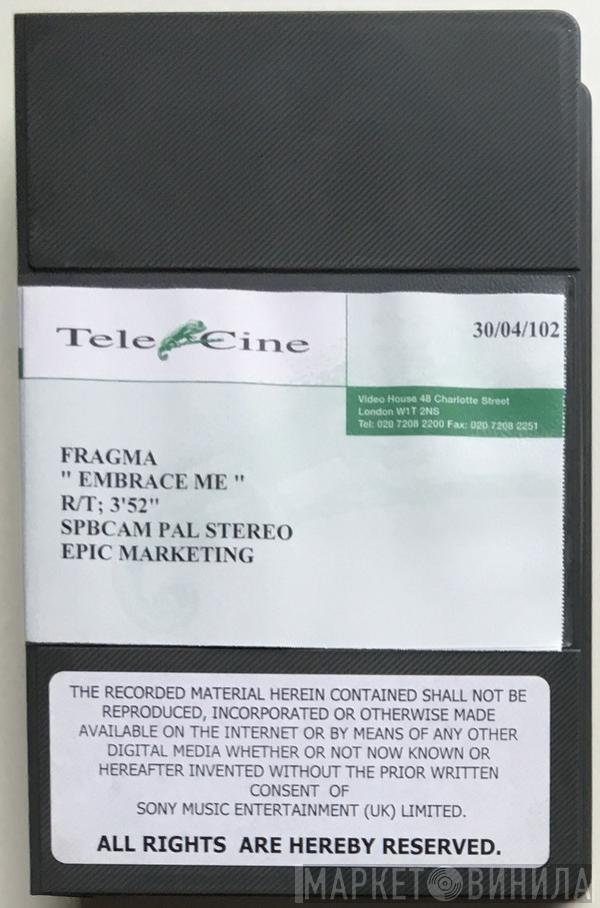 Tele Cine
30/04/102
Video House 48 Charlotte Street
London W1T 2NS
Tel: 020 7208 2200 Fax: 020 7208 2251
FRAGMA
" EMBRACE ME "
R/T; 3'52"
SPBCAM PAL STEREO
EPIC MARKETING
THE RECORDED MATERIAL HEREIN CONTAINED SHALL NOT BE
REPRODUCED, INCORPORATED OR OTHERWISE MADE
AVAILABLE ON THE INTERNET OR BY MEANS OF ANY OTHER
DIGITAL MEDIA WHETHER OR NOT NOW KNOWN OR
HEREAFTER INVENTED WITHOUT THE PRIOR WRITTEN
CONSENT OF
SONY MUSIC ENTERTAINMENT (UK) LIMITED.
ALL RIGHTS ARE HEREBY RESERVED.
МАРКЕТ ВИНИЛА